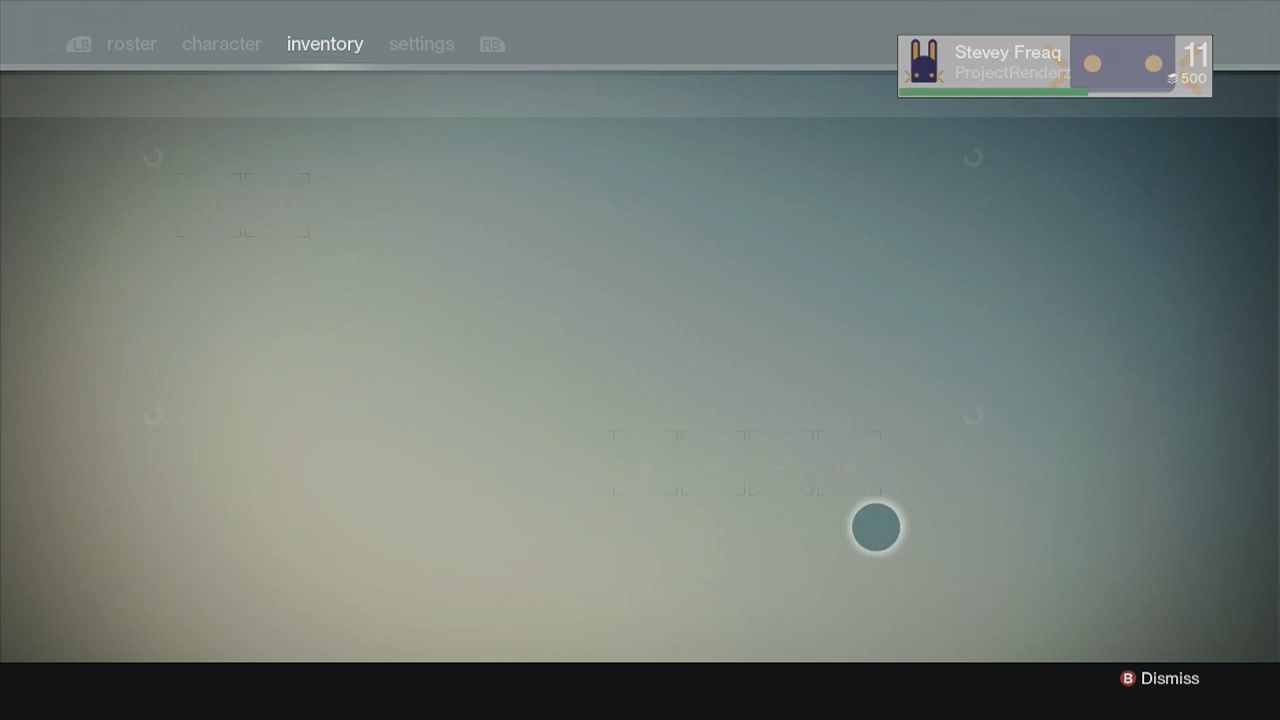 LB roster character inventory settings RB
Stevey Freaq
ProjectRenderz
11
500
B Dismiss